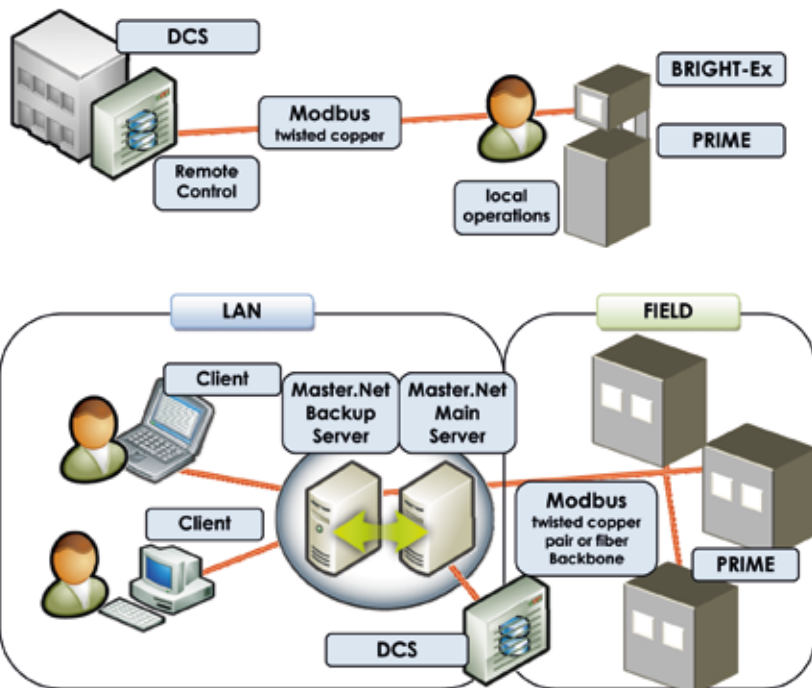 DCS
BRIGHT-Ex
Modbus
twisted copper
PRIME
Remote
Control
local
operations
LAN
FIELD
Client
Master.Net
Backup
Server
Master.Net
Main
Server
Client
Modbus
twisted copper
pair or fiber
Backbone
PRIME
DCS